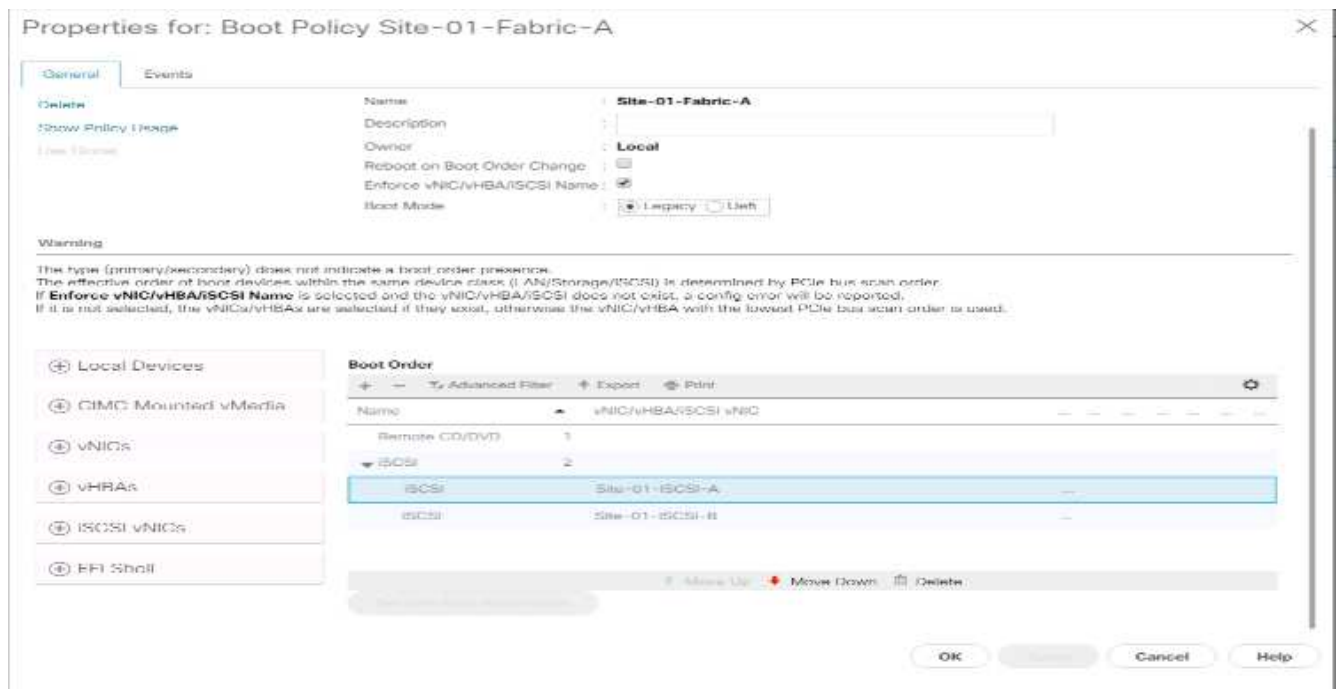 Properties for: Boot Policy Site-01-Fabric-A
General Events
Delete
Show Policy Usage
Use Global
Name : Site-01-Fabric-A
Description :
Owner : Local
Reboot on Boot Order Change :
Enforce vNIC/vHBA/iSCSI Name :
Boot Mode : Legacy Uefi
Warning
The type (primary/secondary) does not indicate a boot order presence.
The effective order of boot devices within the same device class (LAN/Storage/iSCSI) is determined by PCIe bus scan order.
If Enforce vNIC/vHBA/iSCSI Name is selected and the vNIC/vHBA/iSCSI does not exist, a config error will be reported.
If it is not selected, the vNICs/vHBAs are selected if they exist, otherwise the vNIC/vHBA with the lowest PCIe bus scan order is used.
Local Devices
CIMC Mounted vMedia
vNICs
vHBAs
iSCSI vNICs
EFI Shell
Boot Order
+ − Advanced Filter Export Print
Name vNIC/vHBA/iSCSI vNIC ... ... ... ... ... ...
Remote CD/DVD 1
iSCSI 2
iSCSI Site-01-iSCSI-A ...
iSCSI Site-01-iSCSI-B ...
Move Up Move Down Delete
OK Cancel Help